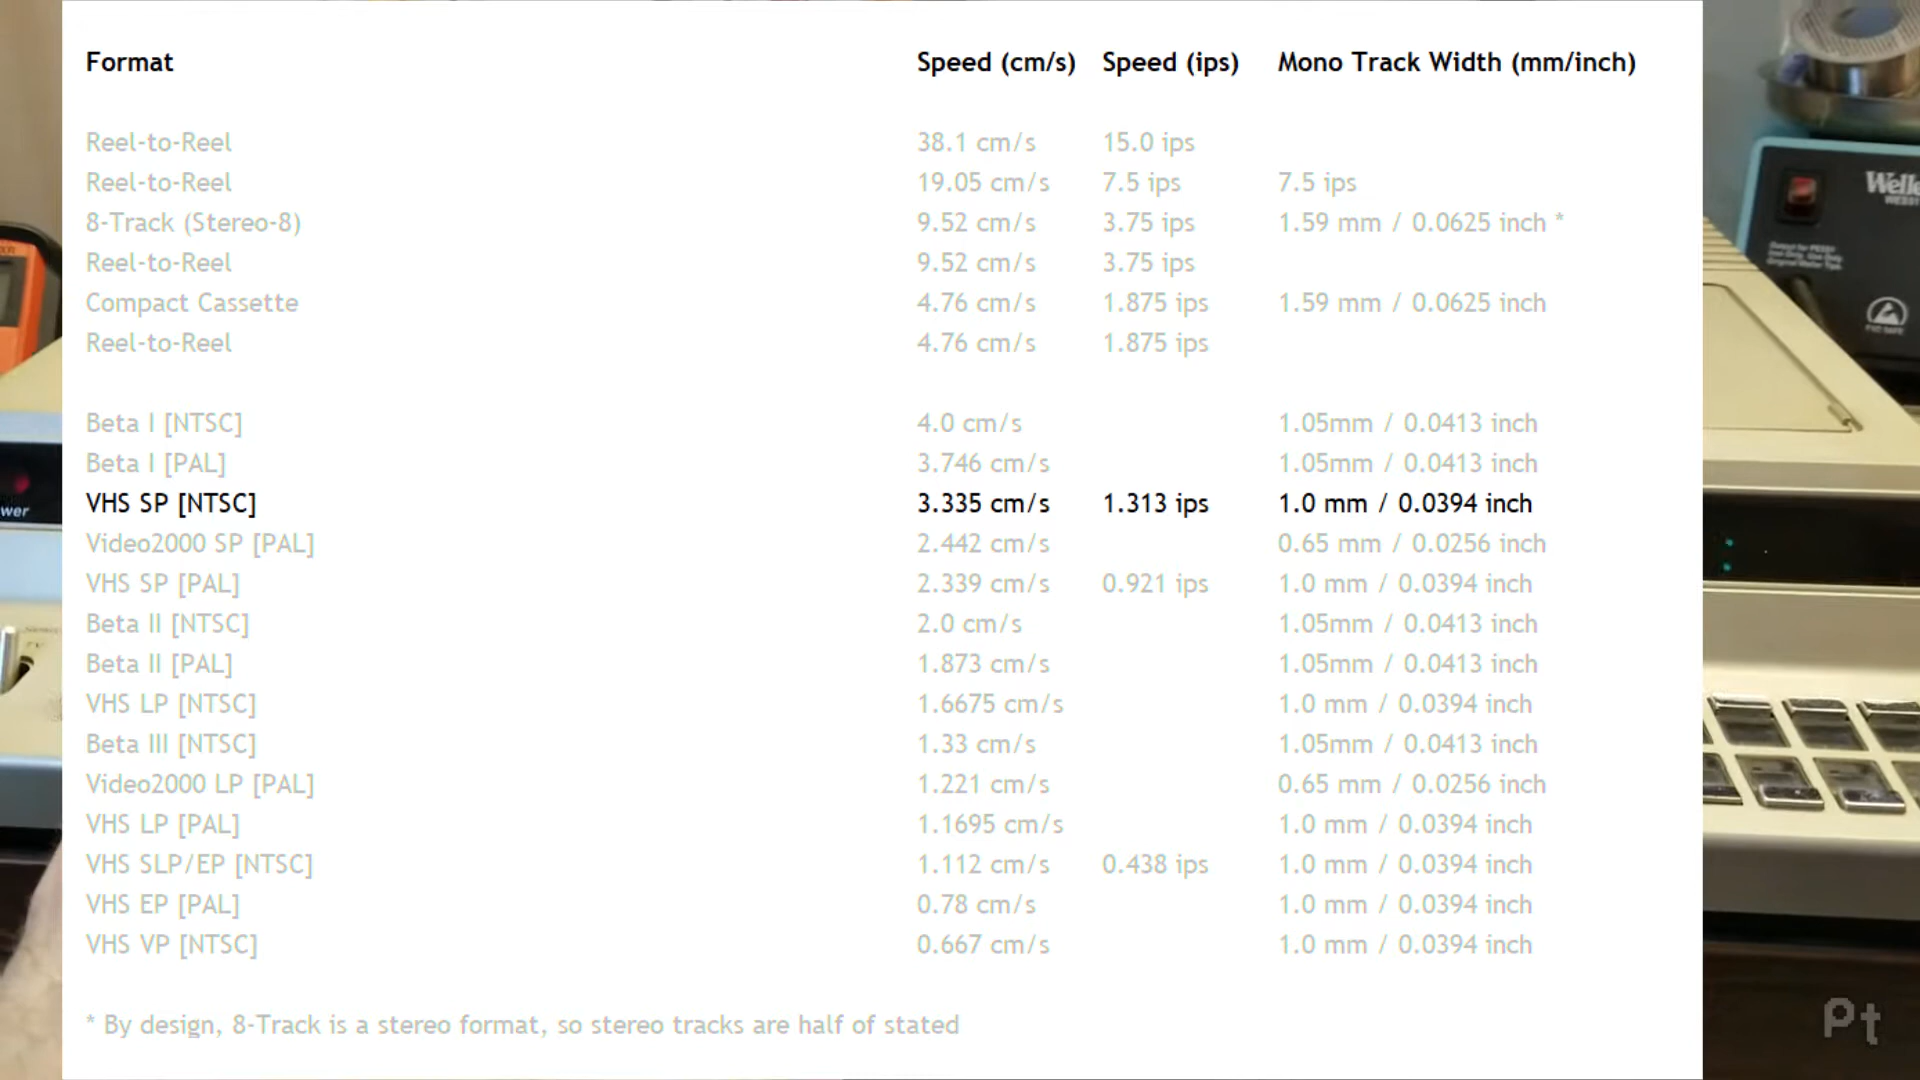 Format Speed (cm/s) Speed (ips) Mono Track Width (mm/inch)
Reel-to-Reel 38.1 cm/s 15.0 ips
Reel-to-Reel 19.05 cm/s 7.5 ips 7.5 ips
8-Track (Stereo-8) 9.52 cm/s 3.75 ips 1.59 mm / 0.0625 inch *
Reel-to-Reel 9.52 cm/s 3.75 ips
Compact Cassette 4.76 cm/s 1.875 ips 1.59 mm / 0.0625 inch
Reel-to-Reel 4.76 cm/s 1.875 ips
Beta I [NTSC] 4.0 cm/s 1.05mm / 0.0413 inch
Beta I [PAL] 3.746 cm/s 1.05mm / 0.0413 inch
VHS SP [NTSC] 3.335 cm/s 1.313 ips 1.0 mm / 0.0394 inch
Video2000 SP [PAL] 2.442 cm/s 0.65 mm / 0.0256 inch
VHS SP [PAL] 2.339 cm/s 0.921 ips 1.0 mm / 0.0394 inch
Beta II [NTSC] 2.0 cm/s 1.05mm / 0.0413 inch
Beta II [PAL] 1.873 cm/s 1.05mm / 0.0413 inch
VHS LP [NTSC] 1.6675 cm/s 1.0 mm / 0.0394 inch
Beta III [NTSC] 1.33 cm/s 1.05mm / 0.0413 inch
Video2000 LP [PAL] 1.221 cm/s 0.65 mm / 0.0256 inch
VHS LP [PAL] 1.1695 cm/s 1.0 mm / 0.0394 inch
VHS SLP/EP [NTSC] 1.112 cm/s 0.438 ips 1.0 mm / 0.0394 inch
VHS EP [PAL] 0.78 cm/s 1.0 mm / 0.0394 inch
VHS VP [NTSC] 0.667 cm/s 1.0 mm / 0.0394 inch
* By design, 8-Track is a stereo format, so stereo tracks are half of stated
wer
Welle
TV
Pt